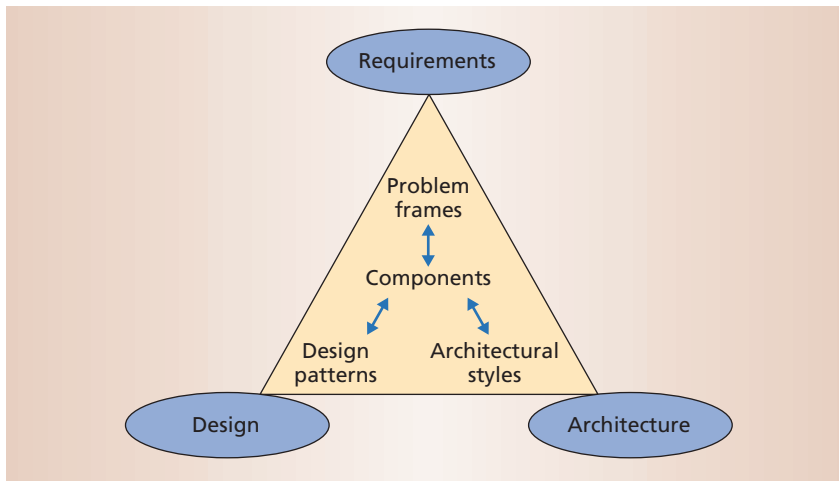 Requirements
Problem
frames
Components
Design
patterns
Architectural
styles
Design
Architecture